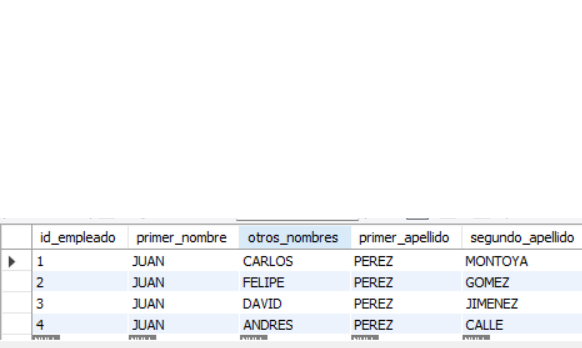 id_empleado primer_nombre otros_nombres primer_apellido segundo_apellido
1 JUAN CARLOS PEREZ MONTOYA
2 JUAN FELIPE PEREZ GOMEZ
3 JUAN DAVID PEREZ JIMENEZ
4 JUAN ANDRES PEREZ CALLE